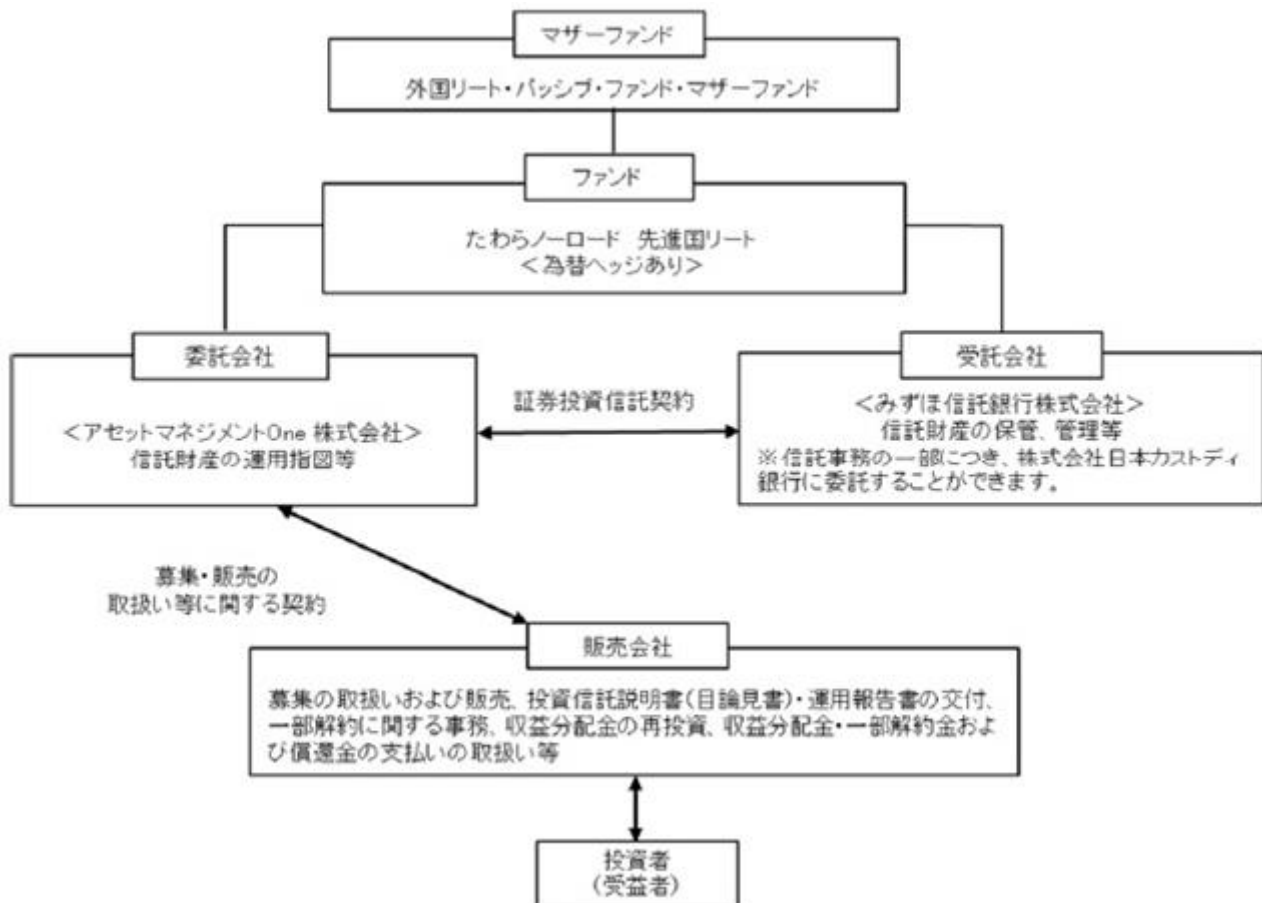 マザーファンド
外国リート・パッシブ・ファンド・マザーファンド
ファンド
たわらノーロード 先進国リート
＜為替ヘッジあり＞
委託会社
＜アセットマネジメントOne 株式会社＞
信託財産の運用指図等
証券投資信託契約
受託会社
＜みずほ信託銀行株式会社＞
信託財産の保管、管理等
※信託事務の一部につき、株式会社日本カストディ
銀行に委託することができます。
募集・販売の
取扱い等に関する契約
販売会社
募集の取扱いおよび販売、投資信託説明書(目論見書)・運用報告書の交付、
一部解約に関する事務、収益分配金の再投資、収益分配金・一部解約金およ
び償還金の支払いの取扱い等
投資者
(受益者)